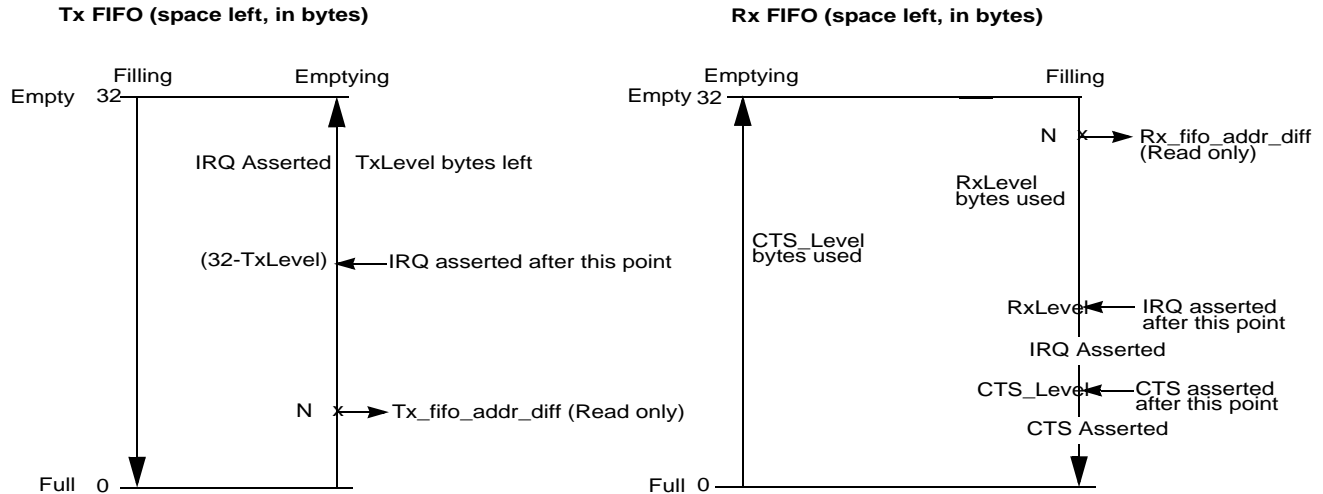 Tx FIFO (space left, in bytes)
Filling
Emptying
Empty 32
IRQ Asserted
TxLevel bytes left
(32-TxLevel)
IRQ asserted after this point
N x
Tx_fifo_addr_diff (Read only)
Full 0
Rx FIFO (space left, in bytes)
Emptying
Filling
Empty 32
N x
Rx_fifo_addr_diff
(Read only)
RxLevel
bytes used
CTS_Level
bytes used
RxLevel
IRQ asserted
after this point
IRQ Asserted
CTS_Level
CTS asserted
after this point
CTS Asserted
Full 0